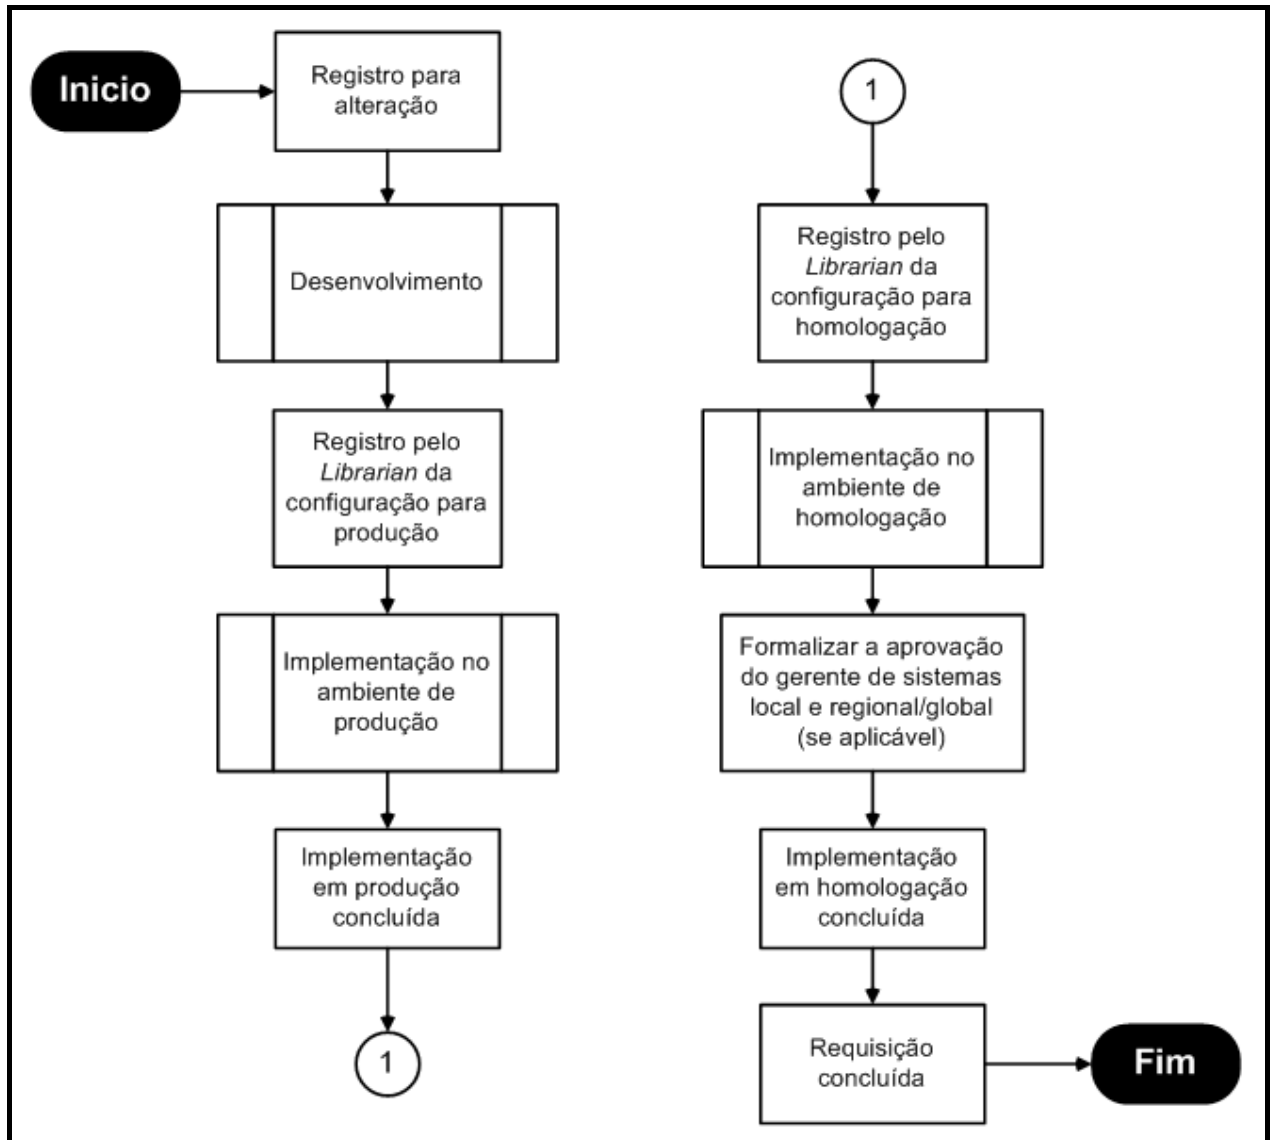 Inicio
Registro para
alteração
Desenvolvimento
Registro pelo
Librarian da
configuração para
produção
Implementação no
ambiente de
produção
Implementação
em produção
concluída
1
1
Registro pelo
Librarian da
configuração para
homologação
Implementação no
ambiente de
homologação
Formalizar a aprovação
do gerente de sistemas
local e regional/global
(se aplicável)
Implementação
em homologação
concluída
Requisição
concluída
Fim